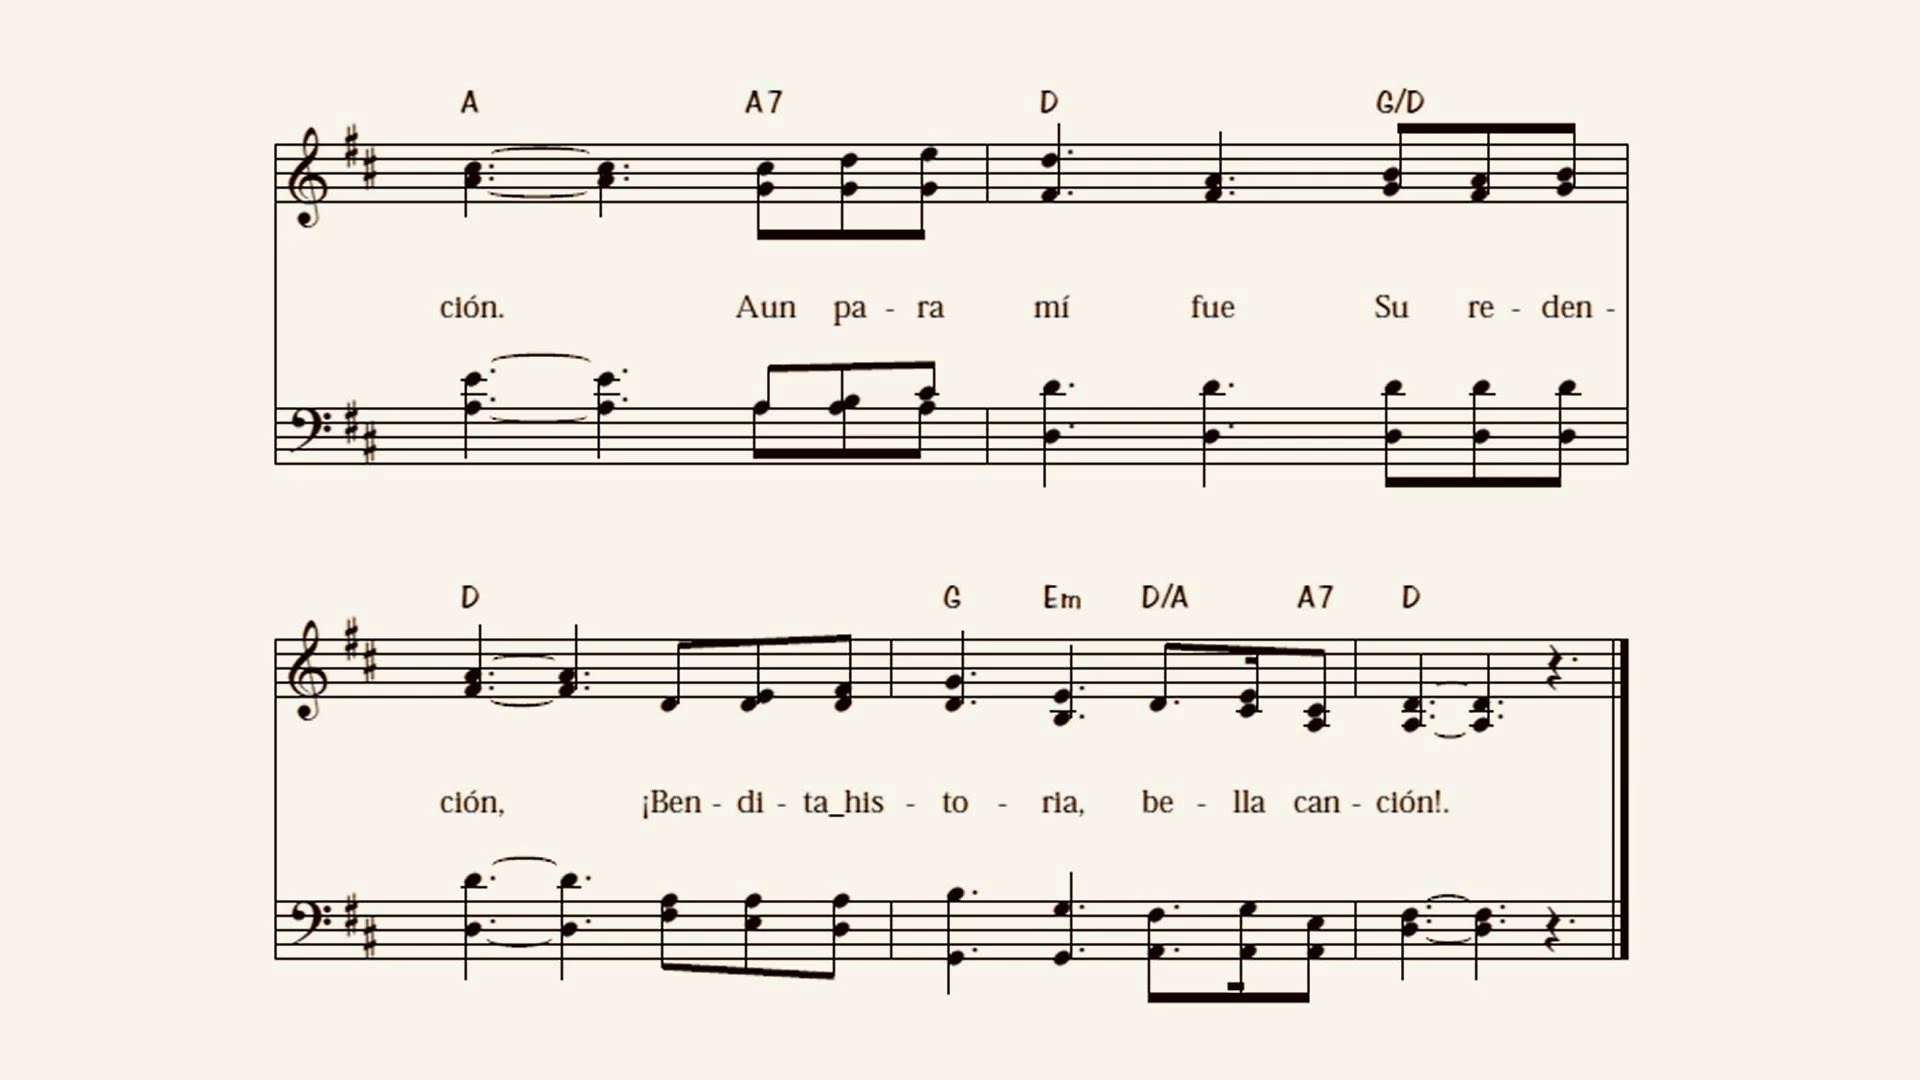 A A7 D G/D
ción. Aun pa - ra mí fue Su re - den -
D G Em D/A A7 D
ción, ¡Ben - di - ta_his - to - ria, be - lla can - ción!.